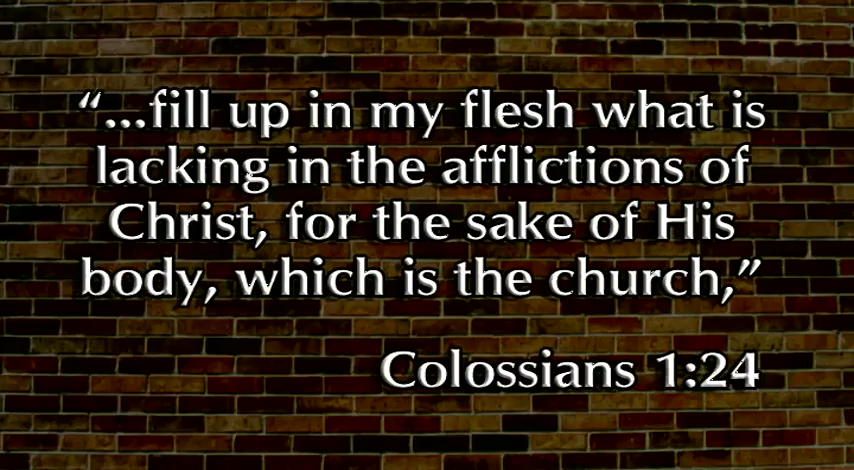 “...fill up in my flesh what is
lacking in the afflictions of
Christ, for the sake of His
body, which is the church,”
Colossians 1:24